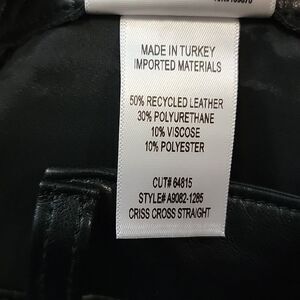 MADE IN TURKEY
IMPORTED MATERIALS
50% RECYCLED LEATHER
30% POLYURETHANE
10% VISCOSE
10% POLYESTER
CUT# 64815
STYLE# A9082-1285
CRISS CROSS STRAIGHT